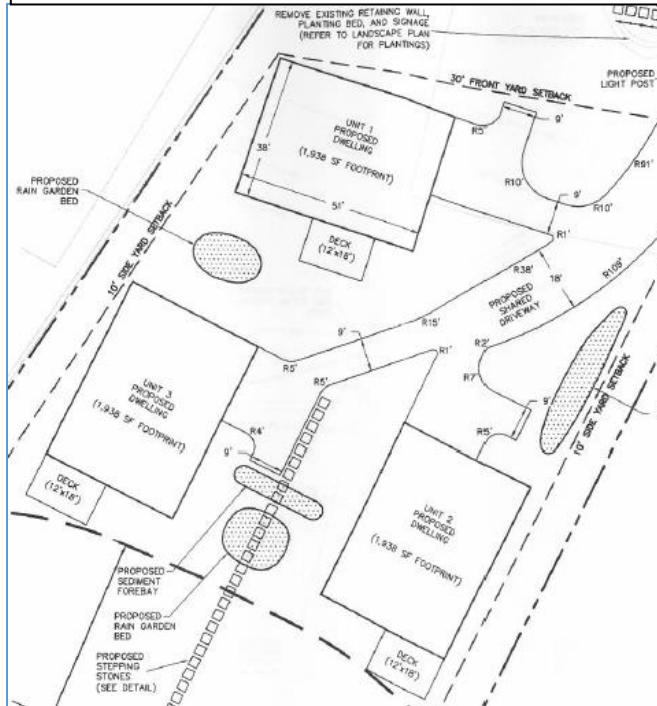 REMOVE EXISTING RETAINING WALL,
PLANTING BED, AND SIGNAGE
(REFER TO LANDSCAPE PLAN
FOR PLANTINGS)
PROPOSED
LIGHT POST
30' FRONT YARD SETBACK
UNIT 1
PROPOSED
DWELLING
(1,938 SF FOOTPRINT)
38'
51'
R5'
9'
R10'
R91'
9'
R10'
R1'
PROPOSED
RAIN GARDEN
BED
10' SIDE YARD SETBACK
DECK
(12'x18')
R38'
18'
R109'
PROPOSED
SHARED
DRIVEWAY
R15'
9'
R5'
R1'
R2'
R7'
R5'
UNIT 3
PROPOSED
DWELLING
(1,938 SF FOOTPRINT)
R4'
9'
9'
R5'
10' SIDE YARD SETBACK
DECK
(12'x18')
UNIT 2
PROPOSED
DWELLING
(1,938 SF FOOTPRINT)
PROPOSED
SEDIMENT
FOREBAY
PROPOSED
RAIN GARDEN
BED
PROPOSED
STEPPING
STONES
(SEE DETAIL)
DECK
(12'x18')